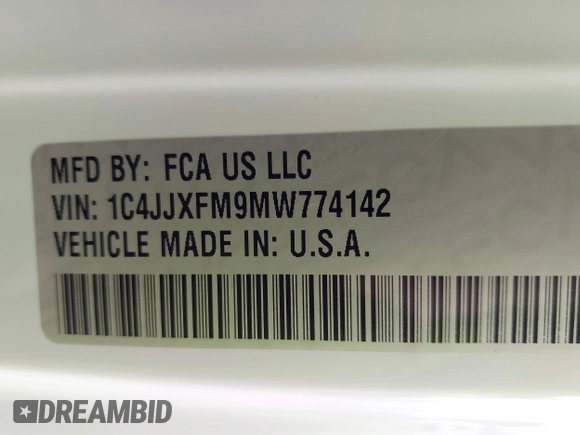 MFD BY: FCA US LLC
VIN: 1C4JJXFM9MW774142
VEHICLE MADE IN: U.S.A.
DREAMBID